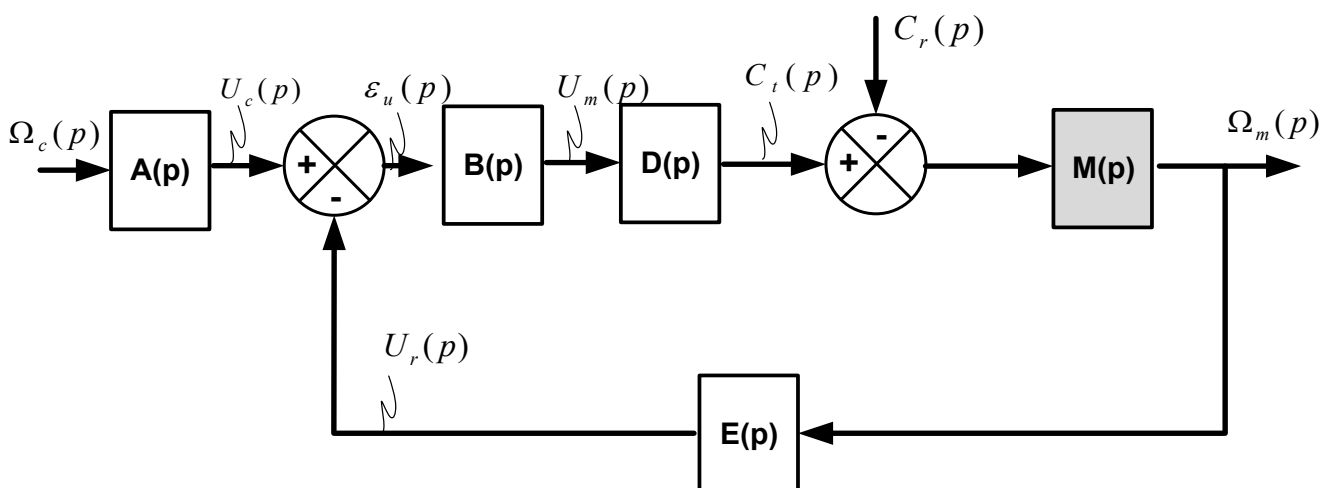 C_r(p)
U_c(p)
ε_u(p)
U_m(p)
C_t(p)
Ω_c(p)
Ω_m(p)
A(p)
+
-
B(p)
D(p)
+
-
M(p)
U_r(p)
E(p)